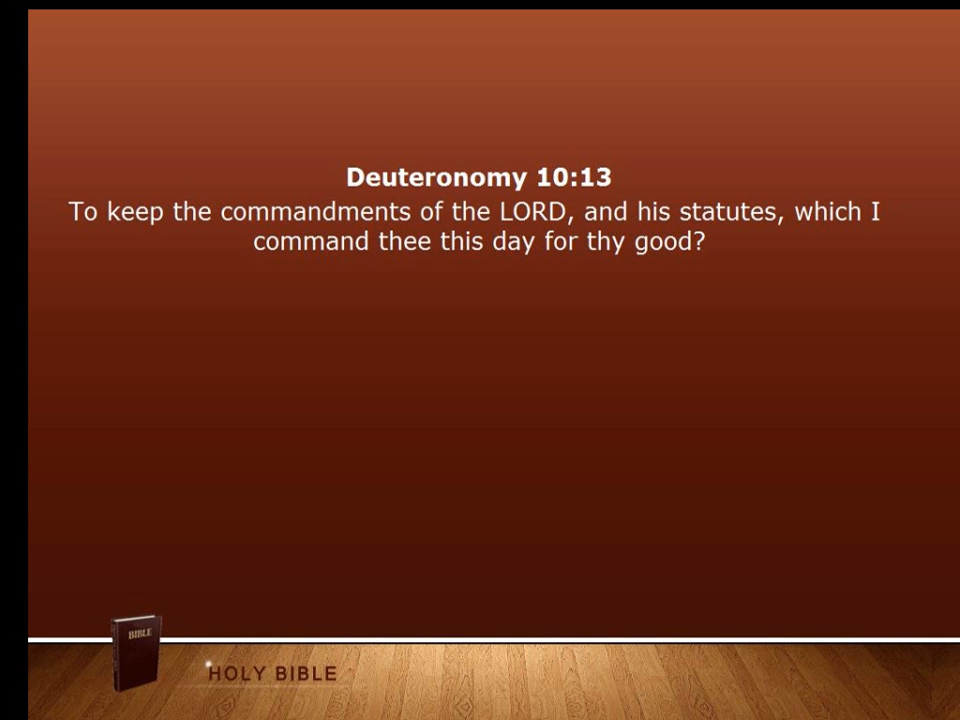 Deuteronomy 10:13
To keep the commandments of the LORD, and his statutes, which I
command thee this day for thy good?
BIBLE
HOLY BIBLE